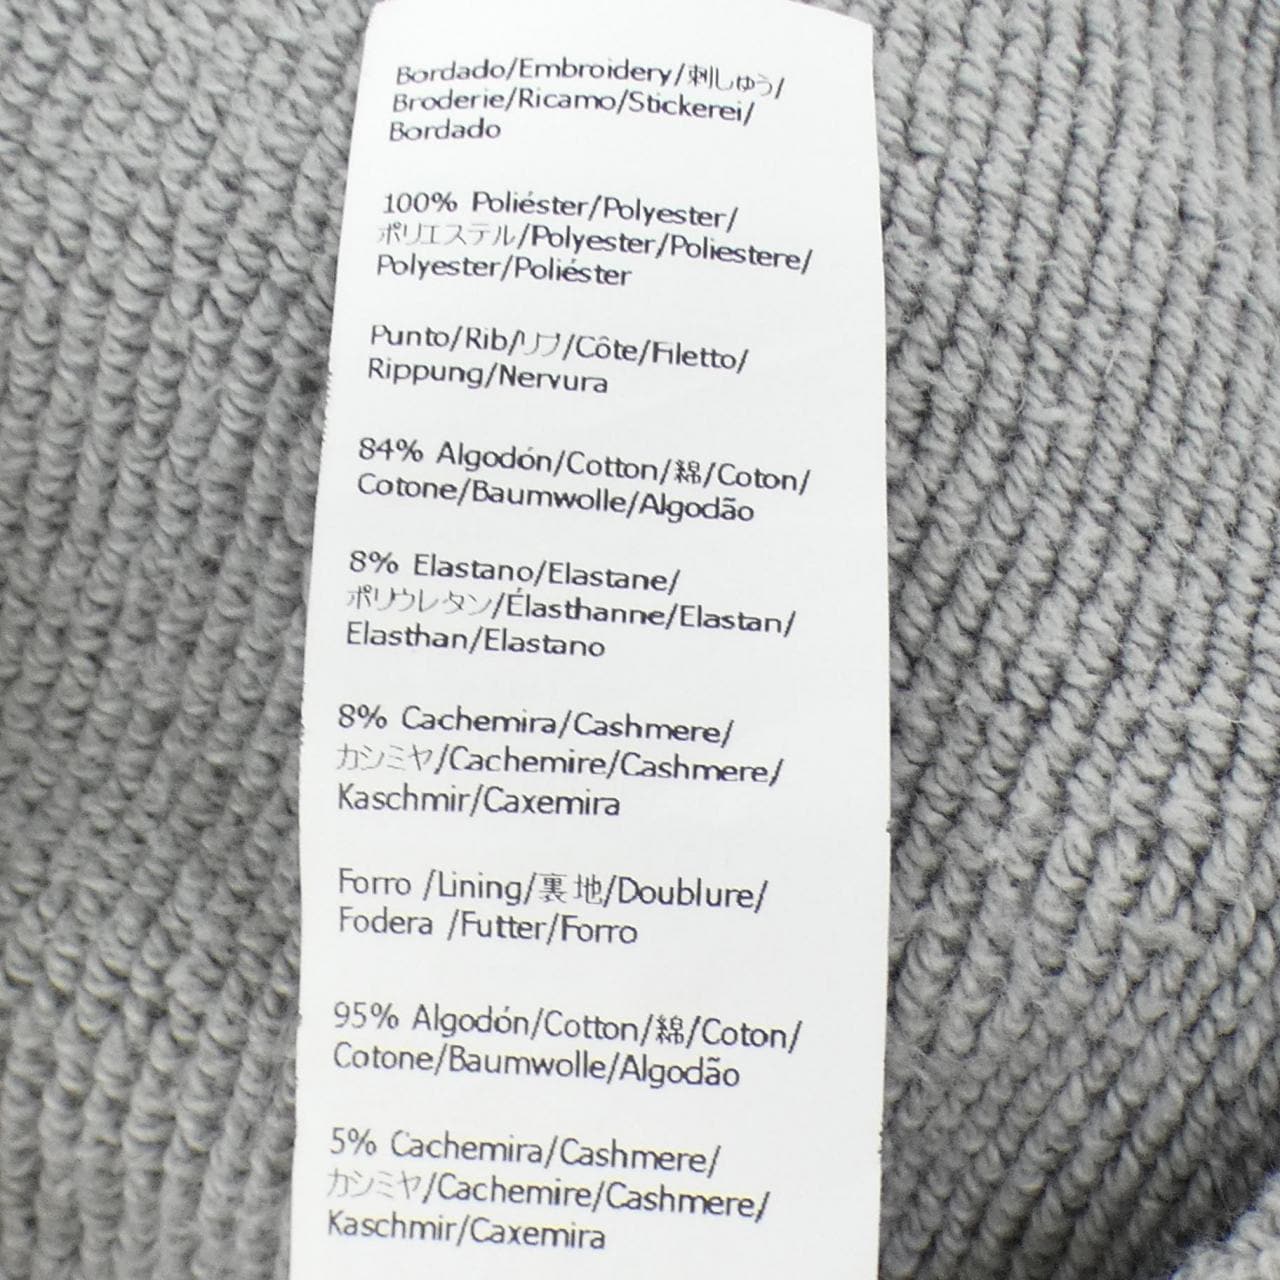 Bordado/Embroidery/刺しゅう/
Broderie/Ricamo/Stickerei/
Bordado
100% Poliéster/Polyester/
ポリエステル/Polyester/Poliestere/
Polyester/Poliéster
Punto/Rib/リブ/Côte/Filetto/
Rippung/Nervura
84% Algodón/Cotton/綿/Coton/
Cotone/Baumwolle/Algodão
8% Elastano/Elastane/
ポリウレタン/Élasthanne/Elastan/
Elasthan/Elastano
8% Cachemira/Cashmere/
カシミヤ/Cachemire/Cashmere/
Kaschmir/Caxemira
Forro /Lining/裏地/Doublure/
Fodera /Futter/Forro
95% Algodón/Cotton/綿/Coton/
Cotone/Baumwolle/Algodão
5% Cachemira/Cashmere/
カシミヤ/Cachemire/Cashmere/
Kaschmir/Caxemira